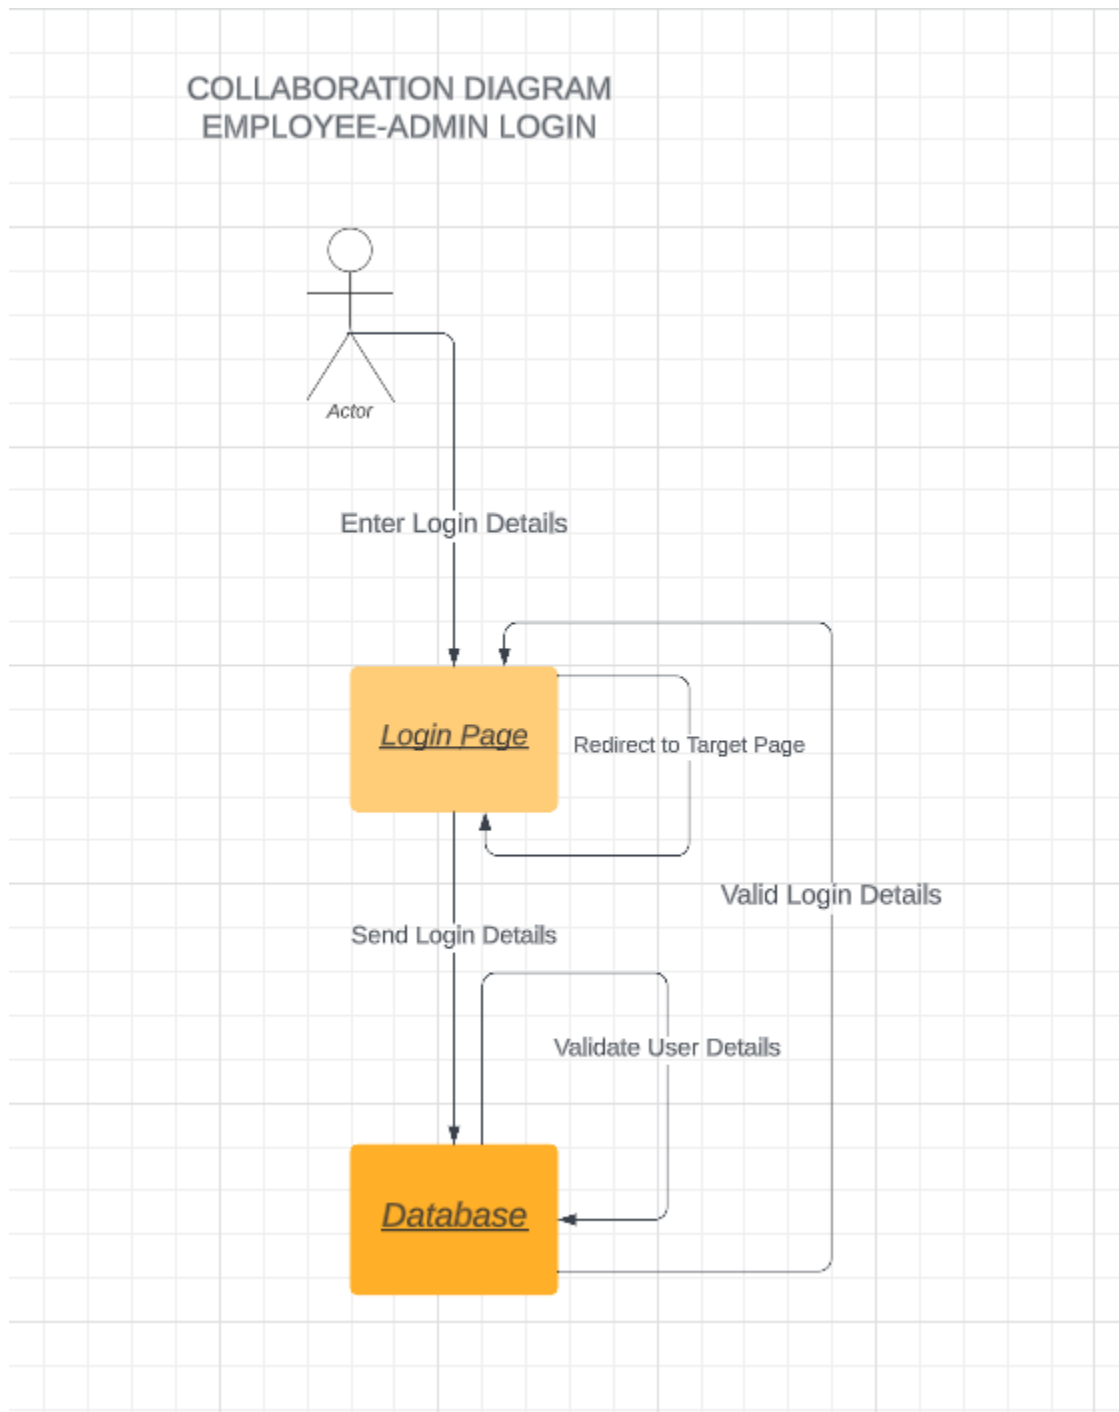 COLLABORATION DIAGRAM
EMPLOYEE-ADMIN LOGIN
Actor
Enter Login Details
Login Page
Redirect to Target Page
Valid Login Details
Send Login Details
Validate User Details
Database